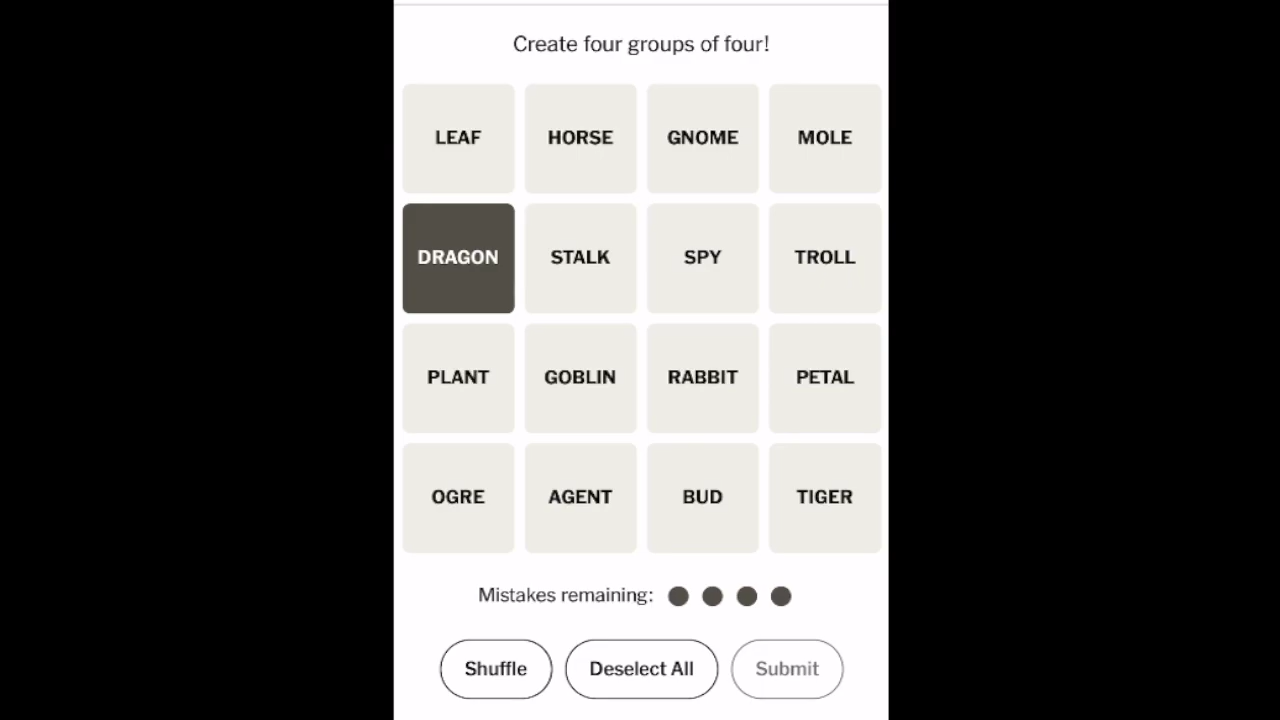 Create four groups of four!
LEAF HORSE GNOME MOLE
DRAGON STALK SPY TROLL
PLANT GOBLIN RABBIT PETAL
OGRE AGENT BUD TIGER
Mistakes remaining:
Shuffle Deselect All Submit